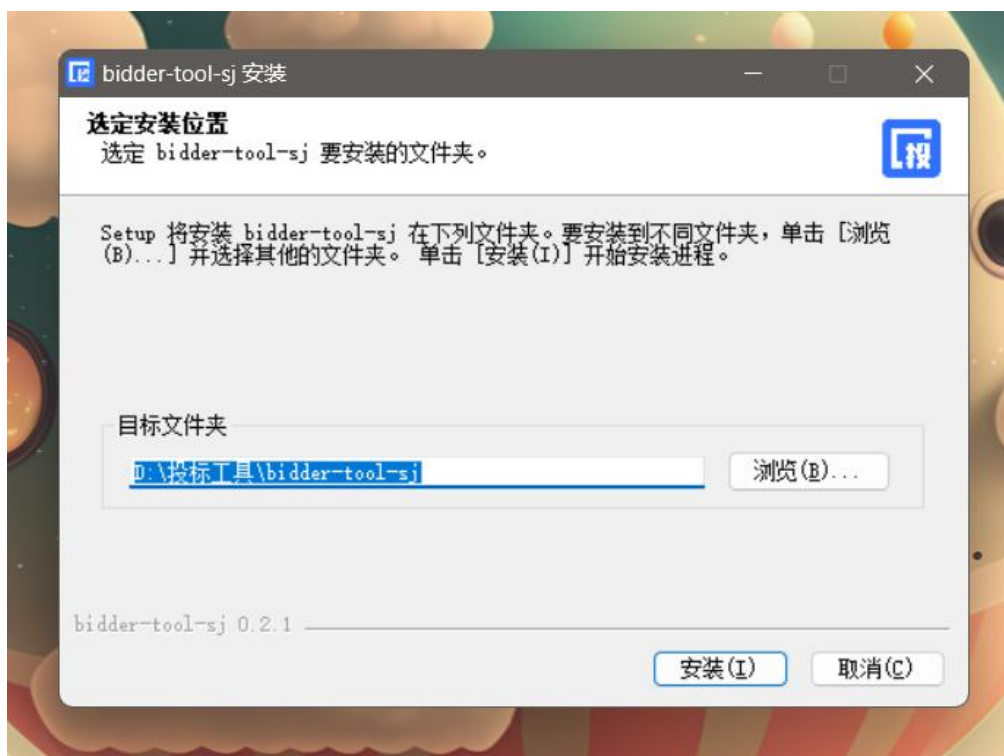 bidder-tool-sj 安装
选定安装位置
选定 bidder-tool-sj 要安装的文件夹。
投
Setup 将安装 bidder-tool-sj 在下列文件夹。要安装到不同文件夹，单击 [浏览
(B)...] 并选择其他的文件夹。 单击 [安装(I)] 开始安装进程。
目标文件夹
D:\投标工具\bidder-tool-sj
浏览(B)...
bidder-tool-sj 0.2.1
安装(I)
取消(C)